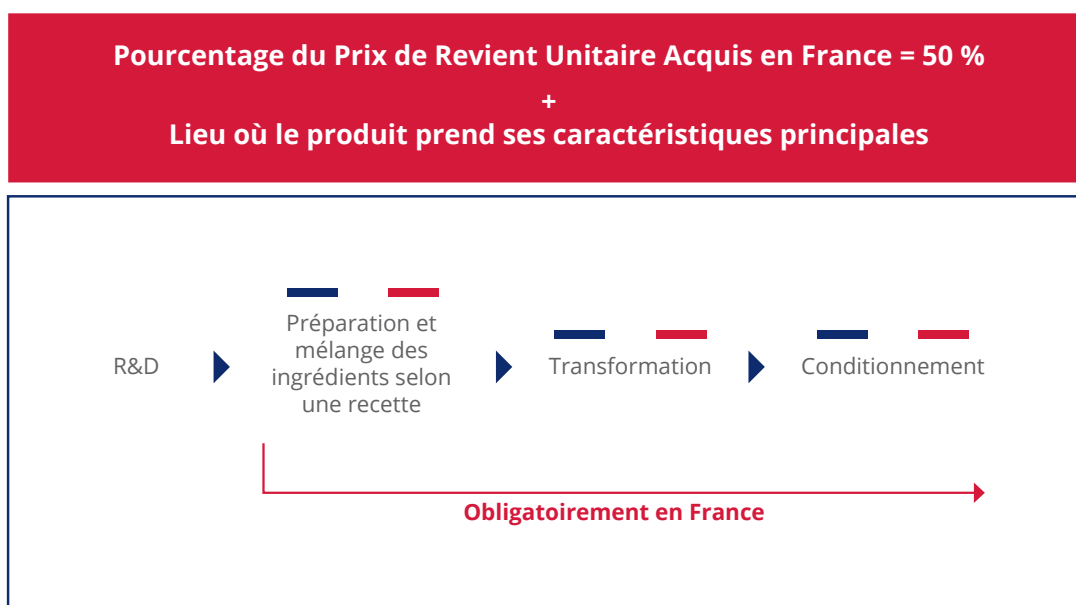 Pourcentage du Prix de Revient Unitaire Acquis en France = 50 %
+
Lieu où le produit prend ses caractéristiques principales
R&D
Préparation et
mélange des
ingrédients selon
une recette
Transformation
Conditionnement
Obligatoirement en France